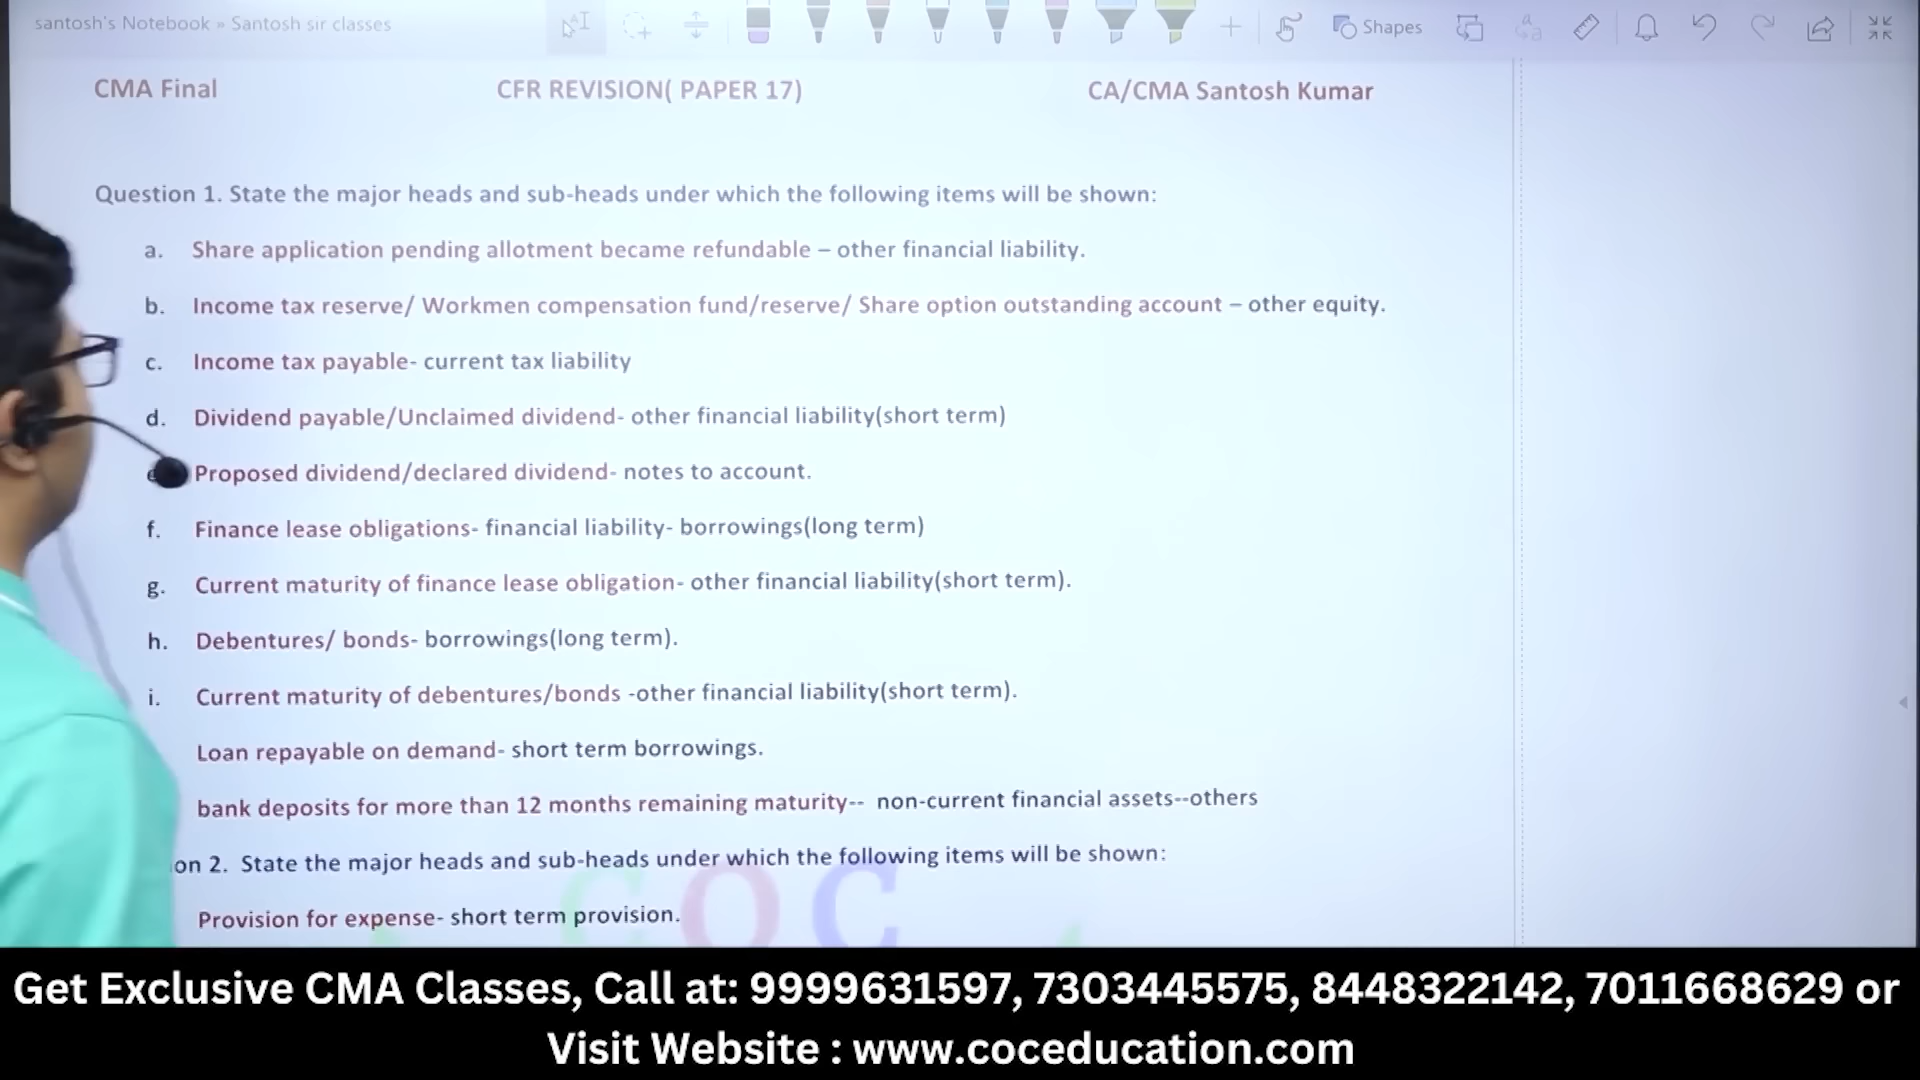 santosh's Notebook » Santosh sir classes
Shapes
CMA Final CFR REVISION( PAPER 17) CA/CMA Santosh Kumar
Question 1. State the major heads and sub-heads under which the following items will be shown:
a. Share application pending allotment became refundable – other financial liability.
b. Income tax reserve/ Workmen compensation fund/reserve/ Share option outstanding account – other equity.
c. Income tax payable- current tax liability
d. Dividend payable/Unclaimed dividend- other financial liability(short term)
Proposed dividend/declared dividend- notes to account.
f. Finance lease obligations- financial liability- borrowings(long term)
g. Current maturity of finance lease obligation- other financial liability(short term).
h. Debentures/ bonds- borrowings(long term).
i. Current maturity of debentures/bonds -other financial liability(short term).
Loan repayable on demand- short term borrowings.
bank deposits for more than 12 months remaining maturity-- non-current financial assets--others
on 2. State the major heads and sub-heads under which the following items will be shown:
Provision for expense- short term provision.
COC
Get Exclusive CMA Classes, Call at: 9999631597, 7303445575, 8448322142, 7011668629 or
Visit Website : www.coceducation.com